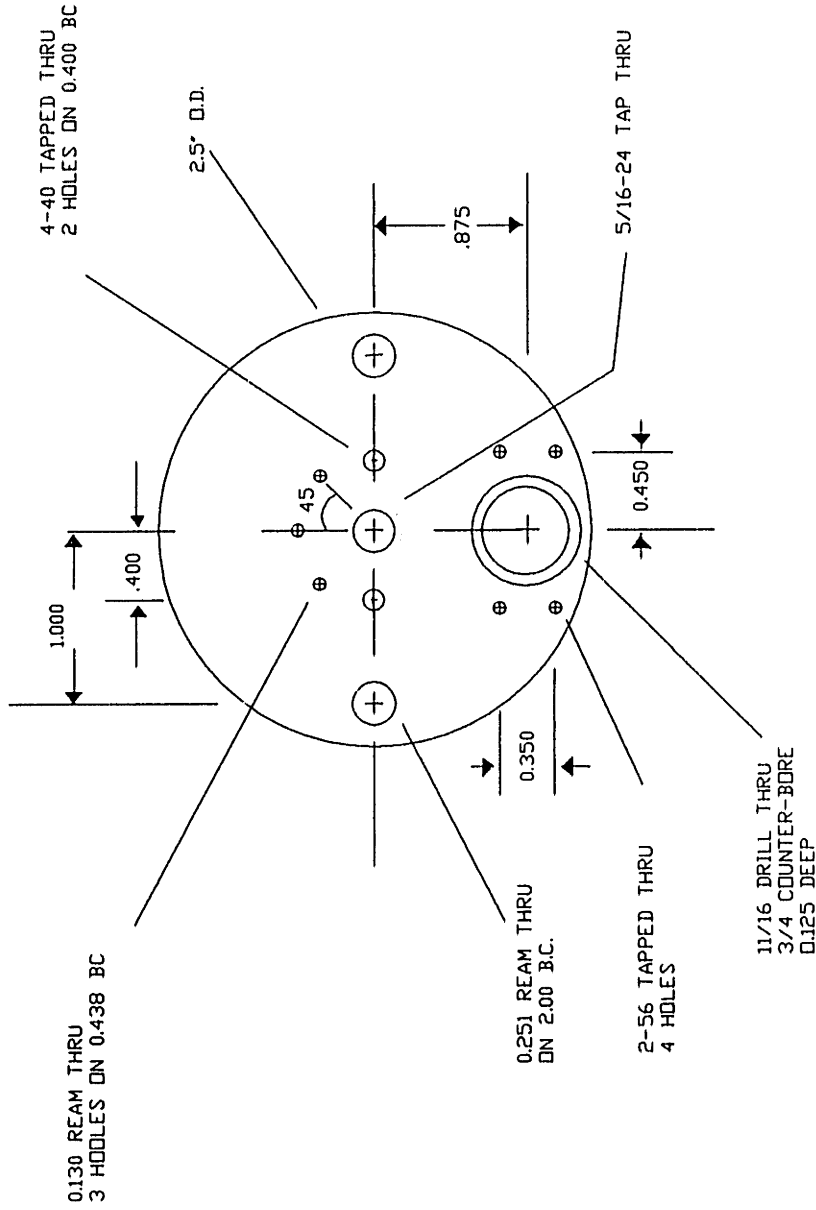 4-40 TAPPED THRU
2 HOLES ON 0.400 BC
2.5" O.D.
.875
5/16-24 TAP THRU
45
.400
1.000
0.450
0.350
0.130 REAM THRU
3 HOOLES ON 0.438 BC
0.251 REAM THRU
ON 2.00 B.C.
2-56 TAPPED THRU
4 HOLES
11/16 DRILL THRU
3/4 COUNTER-BORE
0.125 DEEP